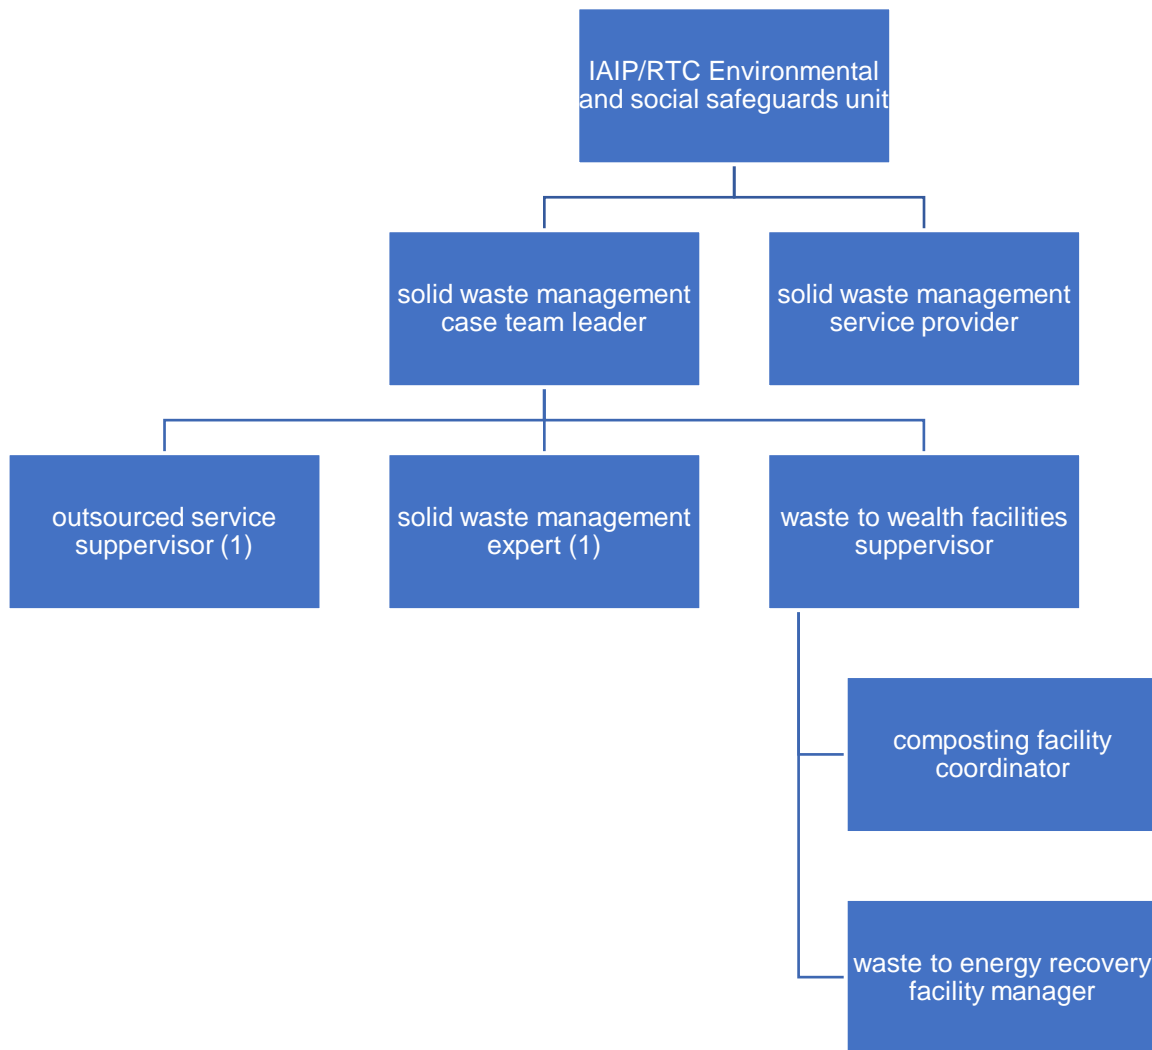 IAIP/RTC Environmental
and social safeguards unit
solid waste management
case team leader
solid waste management
service provider
outsourced service
suppervisor (1)
solid waste management
expert (1)
waste to wealth facilities
suppervisor
composting facility
coordinator
waste to energy recovery
facility manager